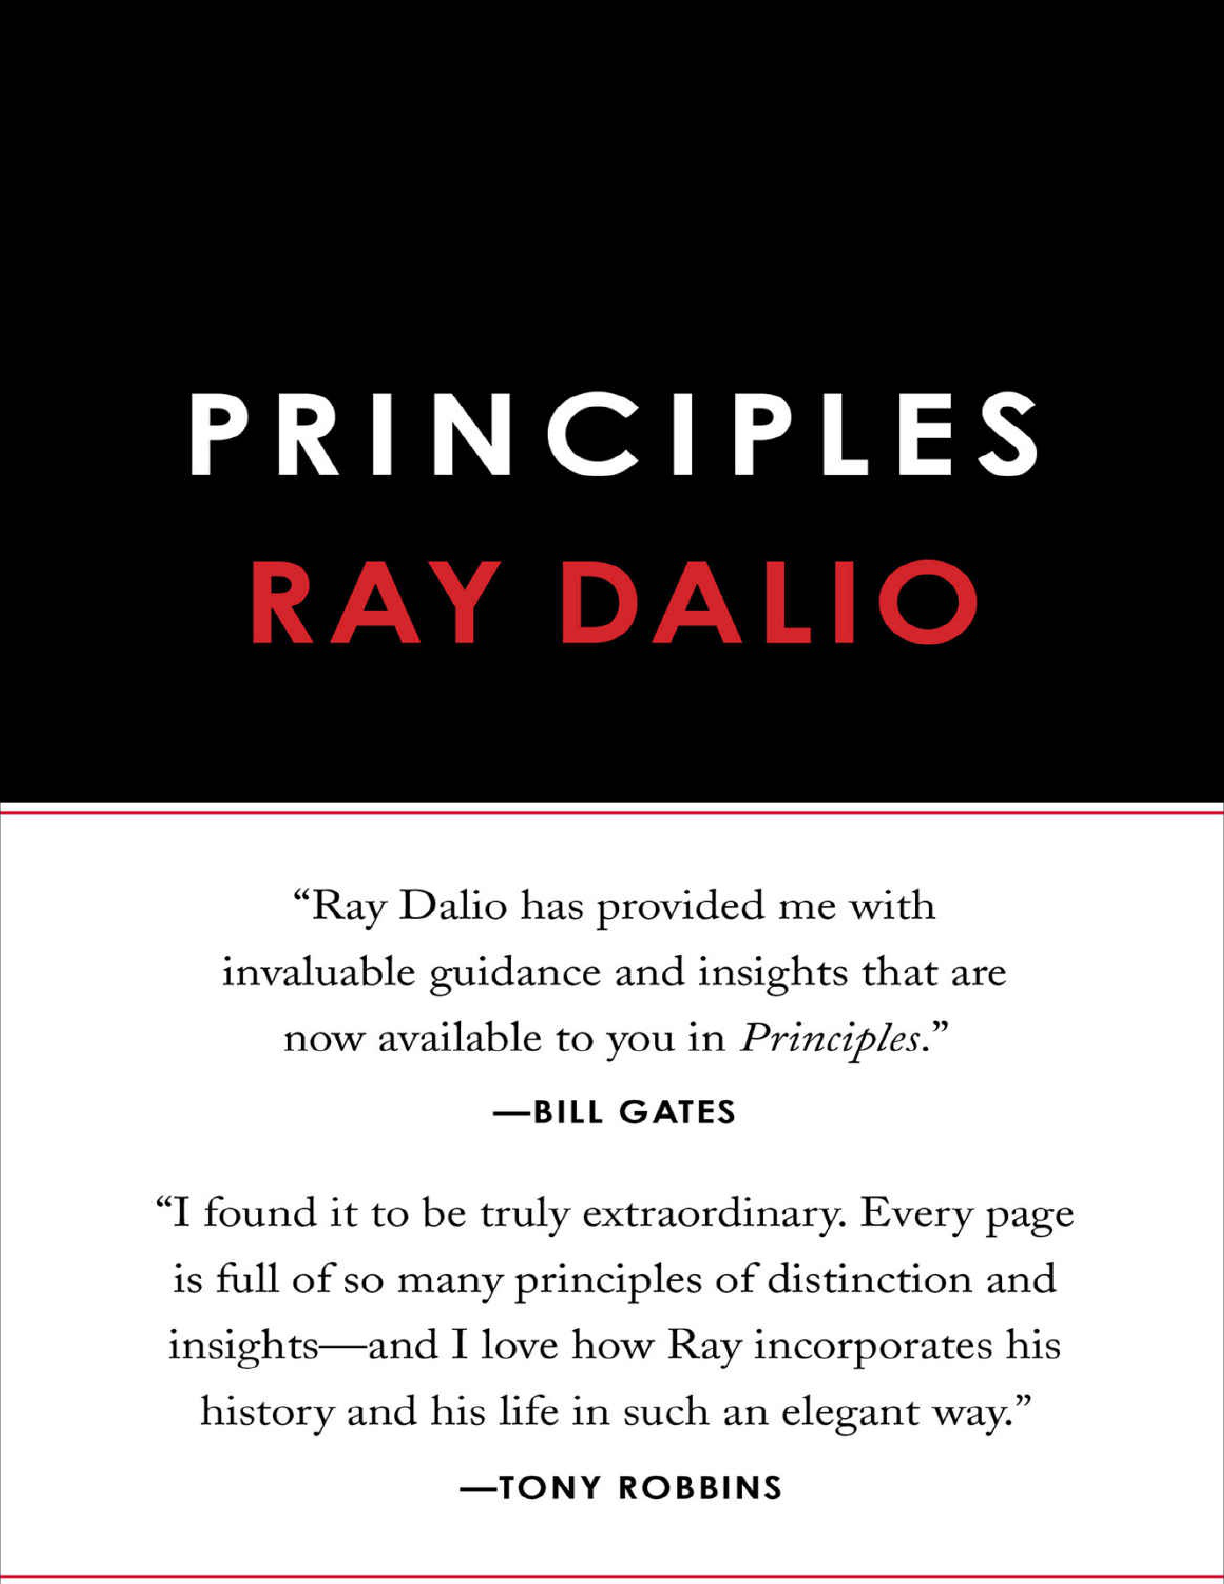 PRINCIPLES
RAY DALIO
“Ray Dalio has provided me with
invaluable guidance and insights that are
now available to you in Principles.”
—BILL GATES
“I found it to be truly extraordinary. Every page
is full of so many principles of distinction and
insights—and I love how Ray incorporates his
history and his life in such an elegant way.”
—TONY ROBBINS